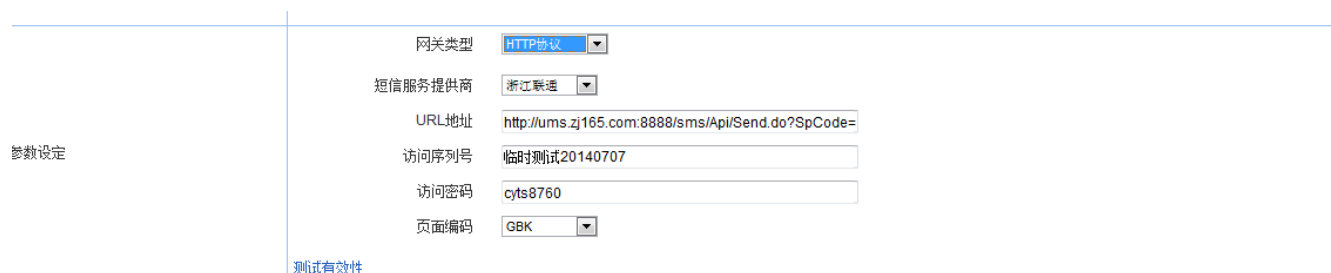 网关类型 HTTP协议
短信服务提供商 浙江联通
URL地址 http://ums.zj165.com:8888/sms/Api/Send.do?SpCode=
参数设定
访问序列号 临时测试20140707
访问密码 cyts8760
页面编码 GBK
测试有效性